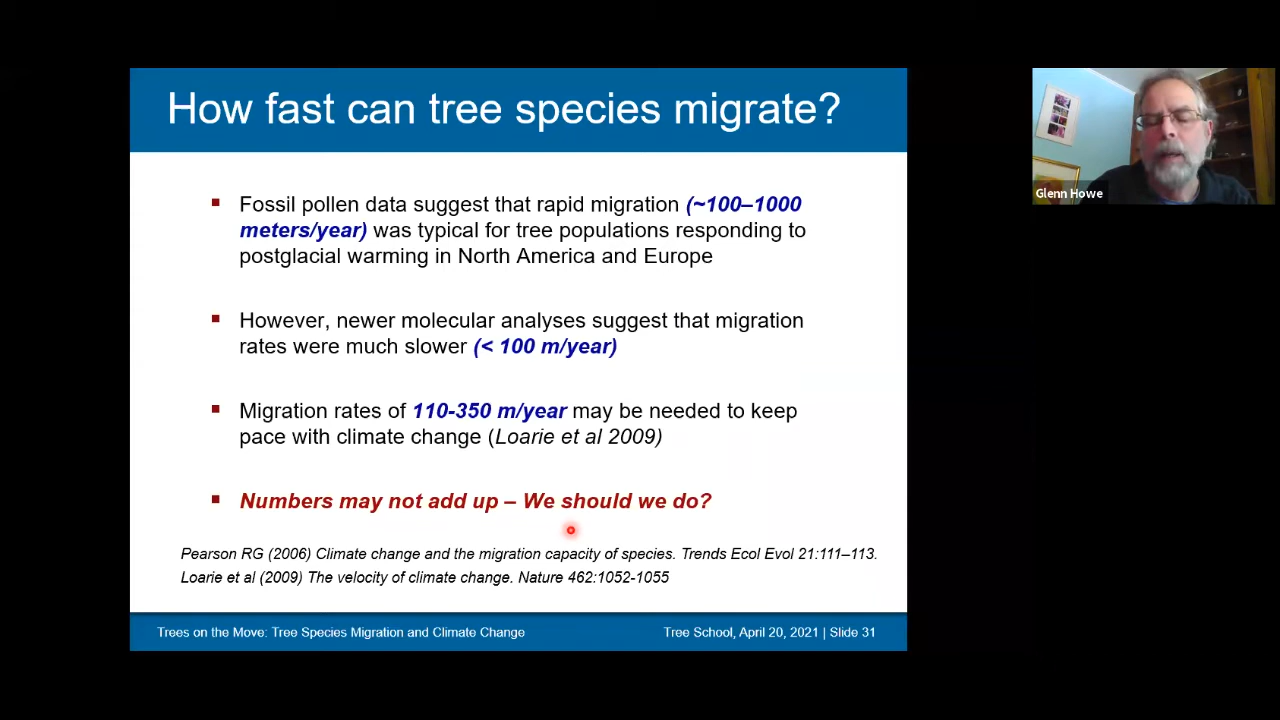 How fast can tree species migrate?
Fossil pollen data suggest that rapid migration (~100–1000
meters/year) was typical for tree populations responding to
postglacial warming in North America and Europe
However, newer molecular analyses suggest that migration
rates were much slower (< 100 m/year)
Migration rates of 110-350 m/year may be needed to keep
pace with climate change (Loarie et al 2009)
Numbers may not add up – We should we do?
Pearson RG (2006) Climate change and the migration capacity of species. Trends Ecol Evol 21:111–113.
Loarie et al (2009) The velocity of climate change. Nature 462:1052-1055
Trees on the Move: Tree Species Migration and Climate Change
Tree School, April 20, 2021 | Slide 31
Glenn Howe